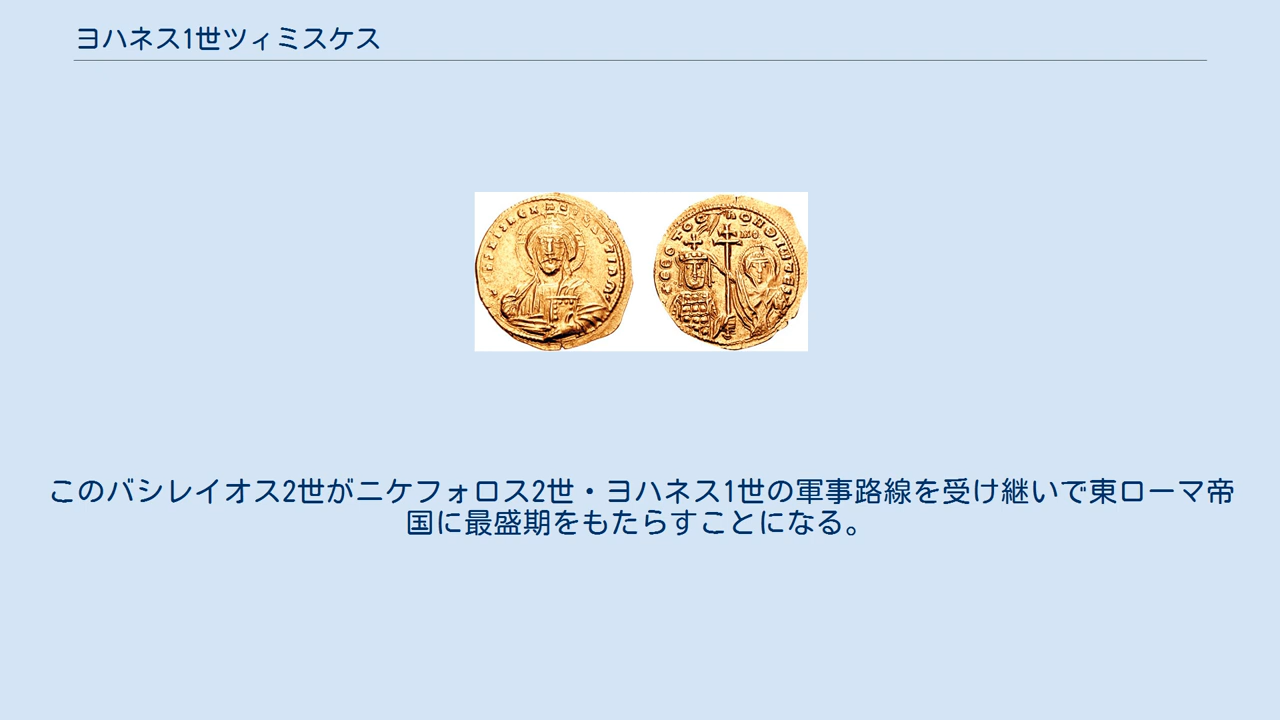 ヨハネス1世ツィミスケス
このバシレイオス2世がニケフォロス2世・ヨハネス1世の軍事路線を受け継いで東ローマ帝
国に最盛期をもたらすことになる。